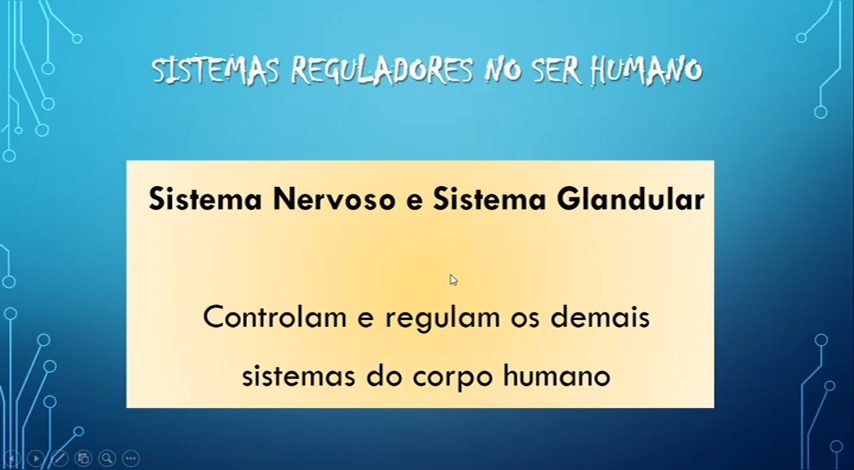 SISTEMAS REGULADORES NO SER HUMANO
Sistema Nervoso e Sistema Glandular
Controlam e regulam os demais
sistemas do corpo humano